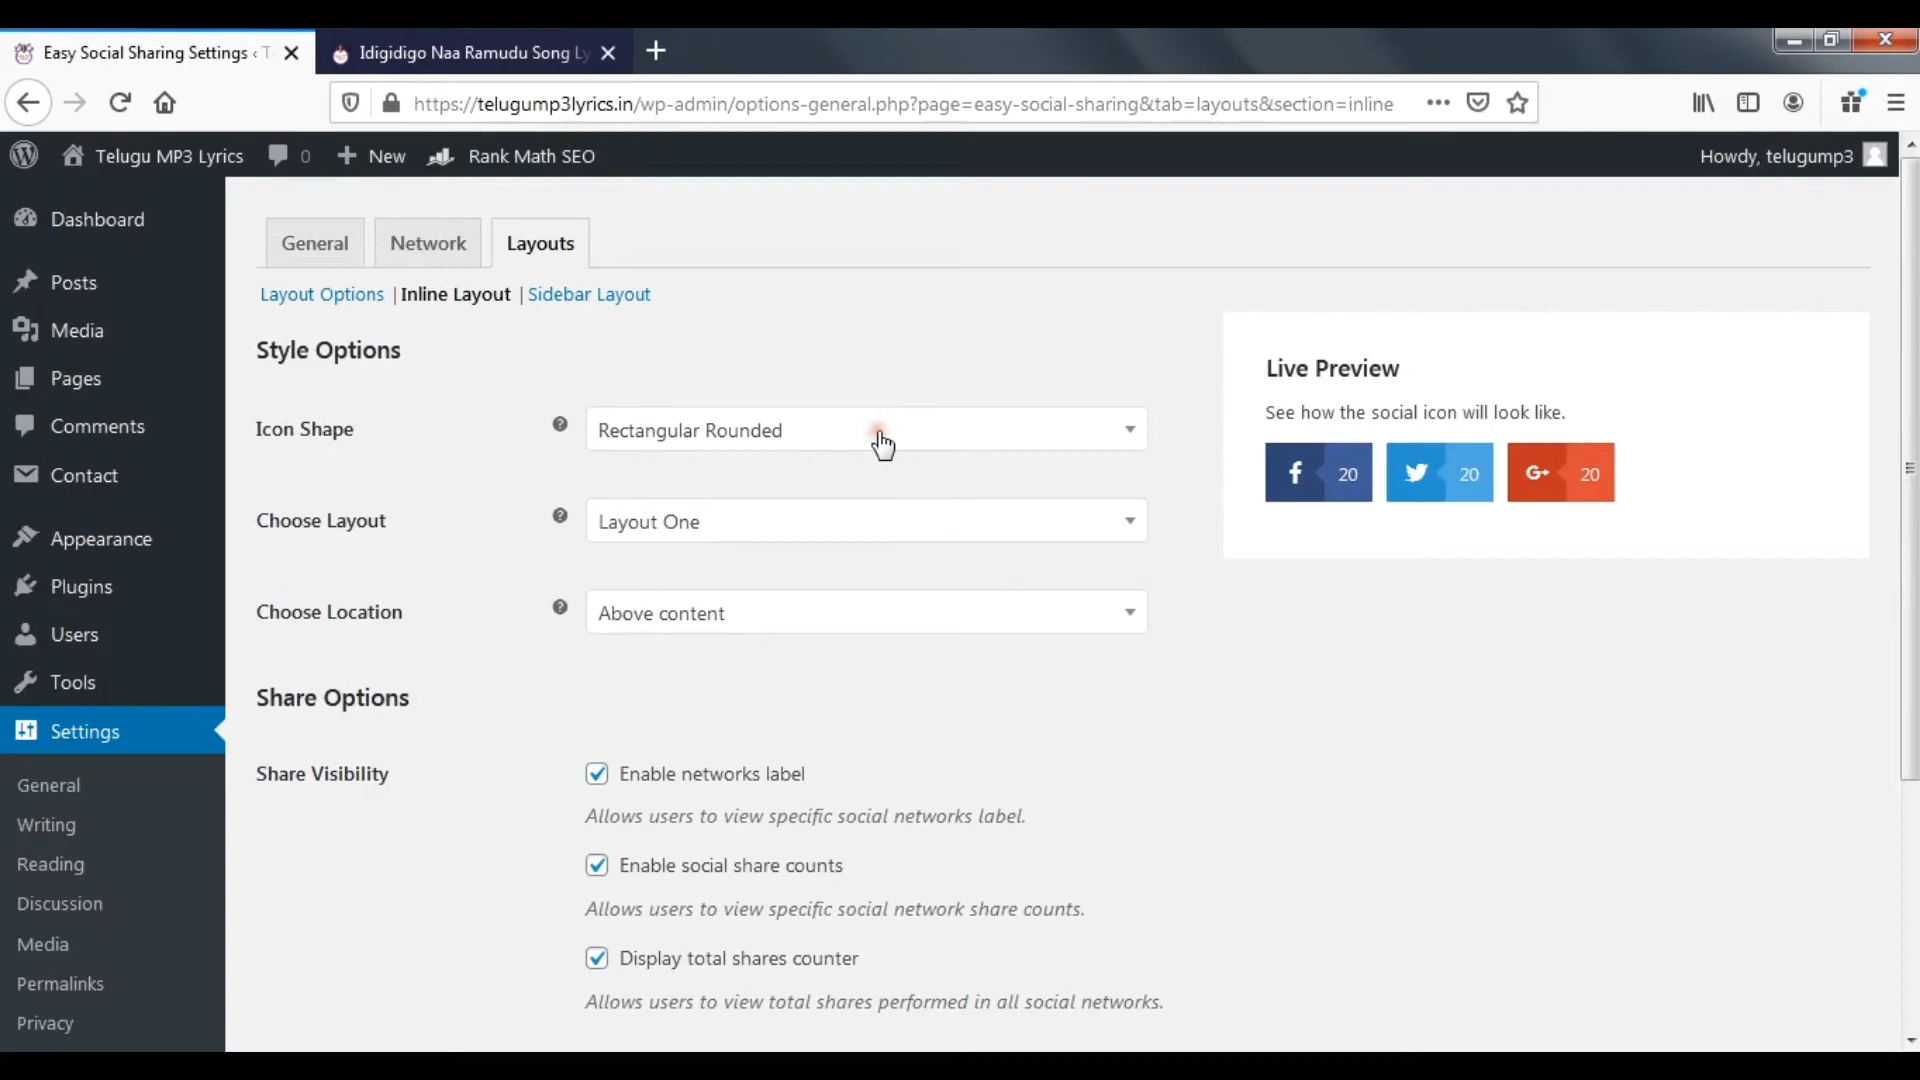 Easy Social Sharing Settings ‹ T
Idigidigo Naa Ramudu Song Ly
https://telugump3lyrics.in/wp-admin/options-general.php?page=easy-social-sharing&tab=layouts&section=inline
Telugu MP3 Lyrics
0
New
Rank Math SEO
Howdy, telugump3
Dashboard
Posts
Media
Pages
Comments
Contact
Appearance
Plugins
Users
Tools
Settings
General
Writing
Reading
Discussion
Media
Permalinks
Privacy
General
Network
Layouts
Layout Options | Inline Layout | Sidebar Layout
Style Options
Icon Shape
Rectangular Rounded
Choose Layout
Layout One
Choose Location
Above content
Share Options
Share Visibility
Enable networks label
Allows users to view specific social networks label.
Enable social share counts
Allows users to view specific social network share counts.
Display total shares counter
Allows users to view total shares performed in all social networks.
Live Preview
See how the social icon will look like.
20
20
G+ 20